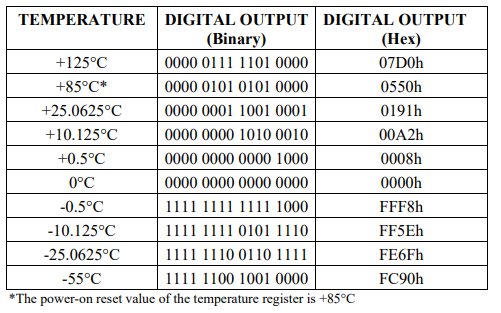 TEMPERATURE DIGITAL OUTPUT DIGITAL OUTPUT
(Binary) (Hex)
+125°C 0000 0111 1101 0000 07D0h
+85°C* 0000 0101 0101 0000 0550h
+25.0625°C 0000 0001 1001 0001 0191h
+10.125°C 0000 0000 1010 0010 00A2h
+0.5°C 0000 0000 0000 1000 0008h
0°C 0000 0000 0000 0000 0000h
-0.5°C 1111 1111 1111 1000 FFF8h
-10.125°C 1111 1111 0101 1110 FF5Eh
-25.0625°C 1111 1110 0110 1111 FE6Fh
-55°C 1111 1100 1001 0000 FC90h
*The power-on reset value of the temperature register is +85°C